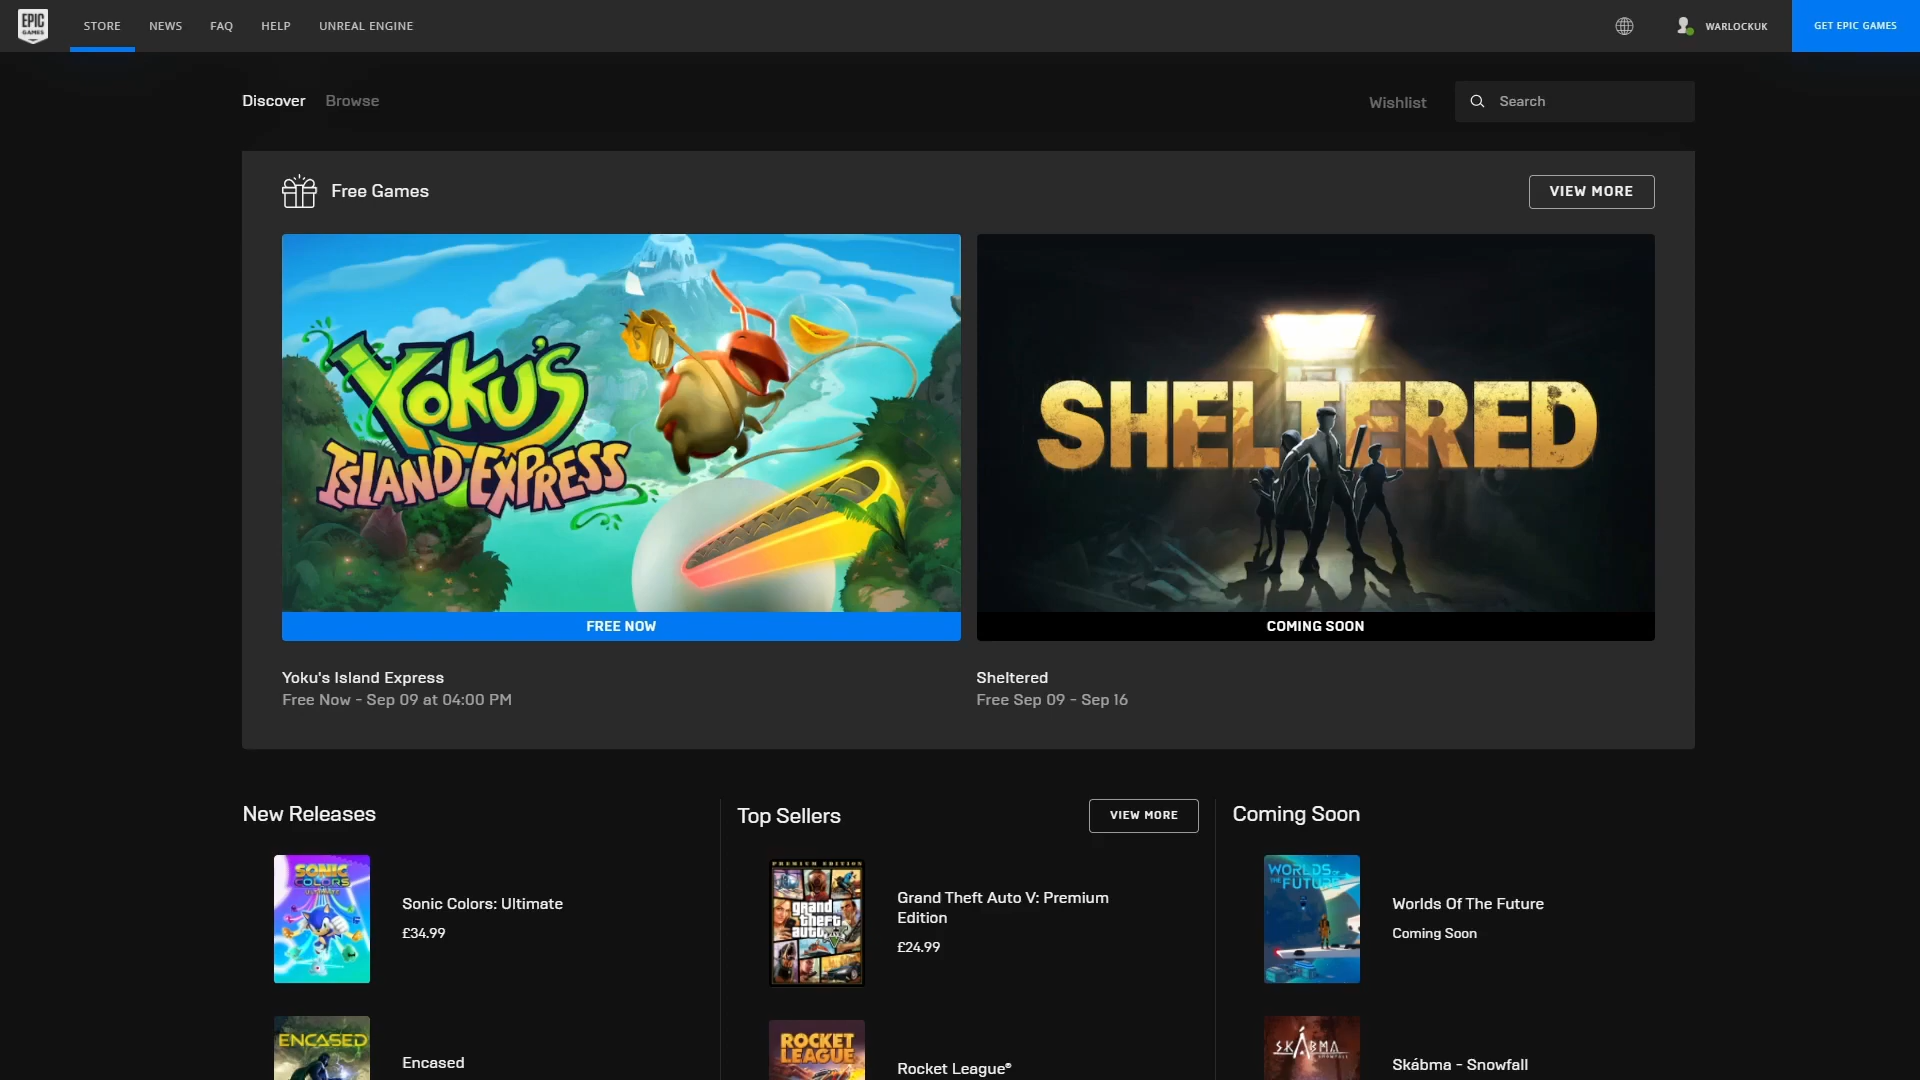 EPIC
GAMES
STORE
NEWS
FAQ
HELP
UNREAL ENGINE
WARLOCKUK
GET EPIC GAMES
Discover
Browse
Wishlist
Search
Free Games
VIEW MORE
YOKU'S
ISLAND EXPRESS
FREE NOW
Yoku's Island Express
Free Now - Sep 09 at 04:00 PM
SHELTERED
COMING SOON
Sheltered
Free Sep 09 - Sep 16
New Releases
SONIC
COLORS
ULTIMATE
Sonic Colors: Ultimate
£34.99
ENCASED
Encased
Top Sellers
VIEW MORE
PREMIUM EDITION
grand
theft
auto V
Grand Theft Auto V: Premium
Edition
£24.99
ROCKET
LEAGUE
Rocket League®
Coming Soon
WORLDS OF
THE FUTURE
Worlds Of The Future
Coming Soon
SKÁBMA
SNOWFALL
Skábma - Snowfall